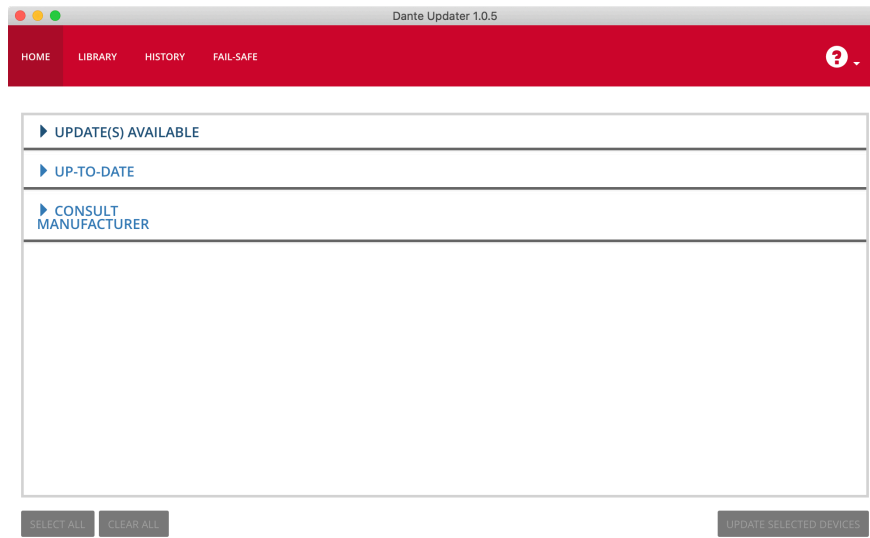 Dante Updater 1.0.5
HOME LIBRARY HISTORY FAIL-SAFE ?
UPDATE(S) AVAILABLE
UP-TO-DATE
CONSULT
MANUFACTURER
SELECT ALL CLEAR ALL UPDATE SELECTED DEVICES